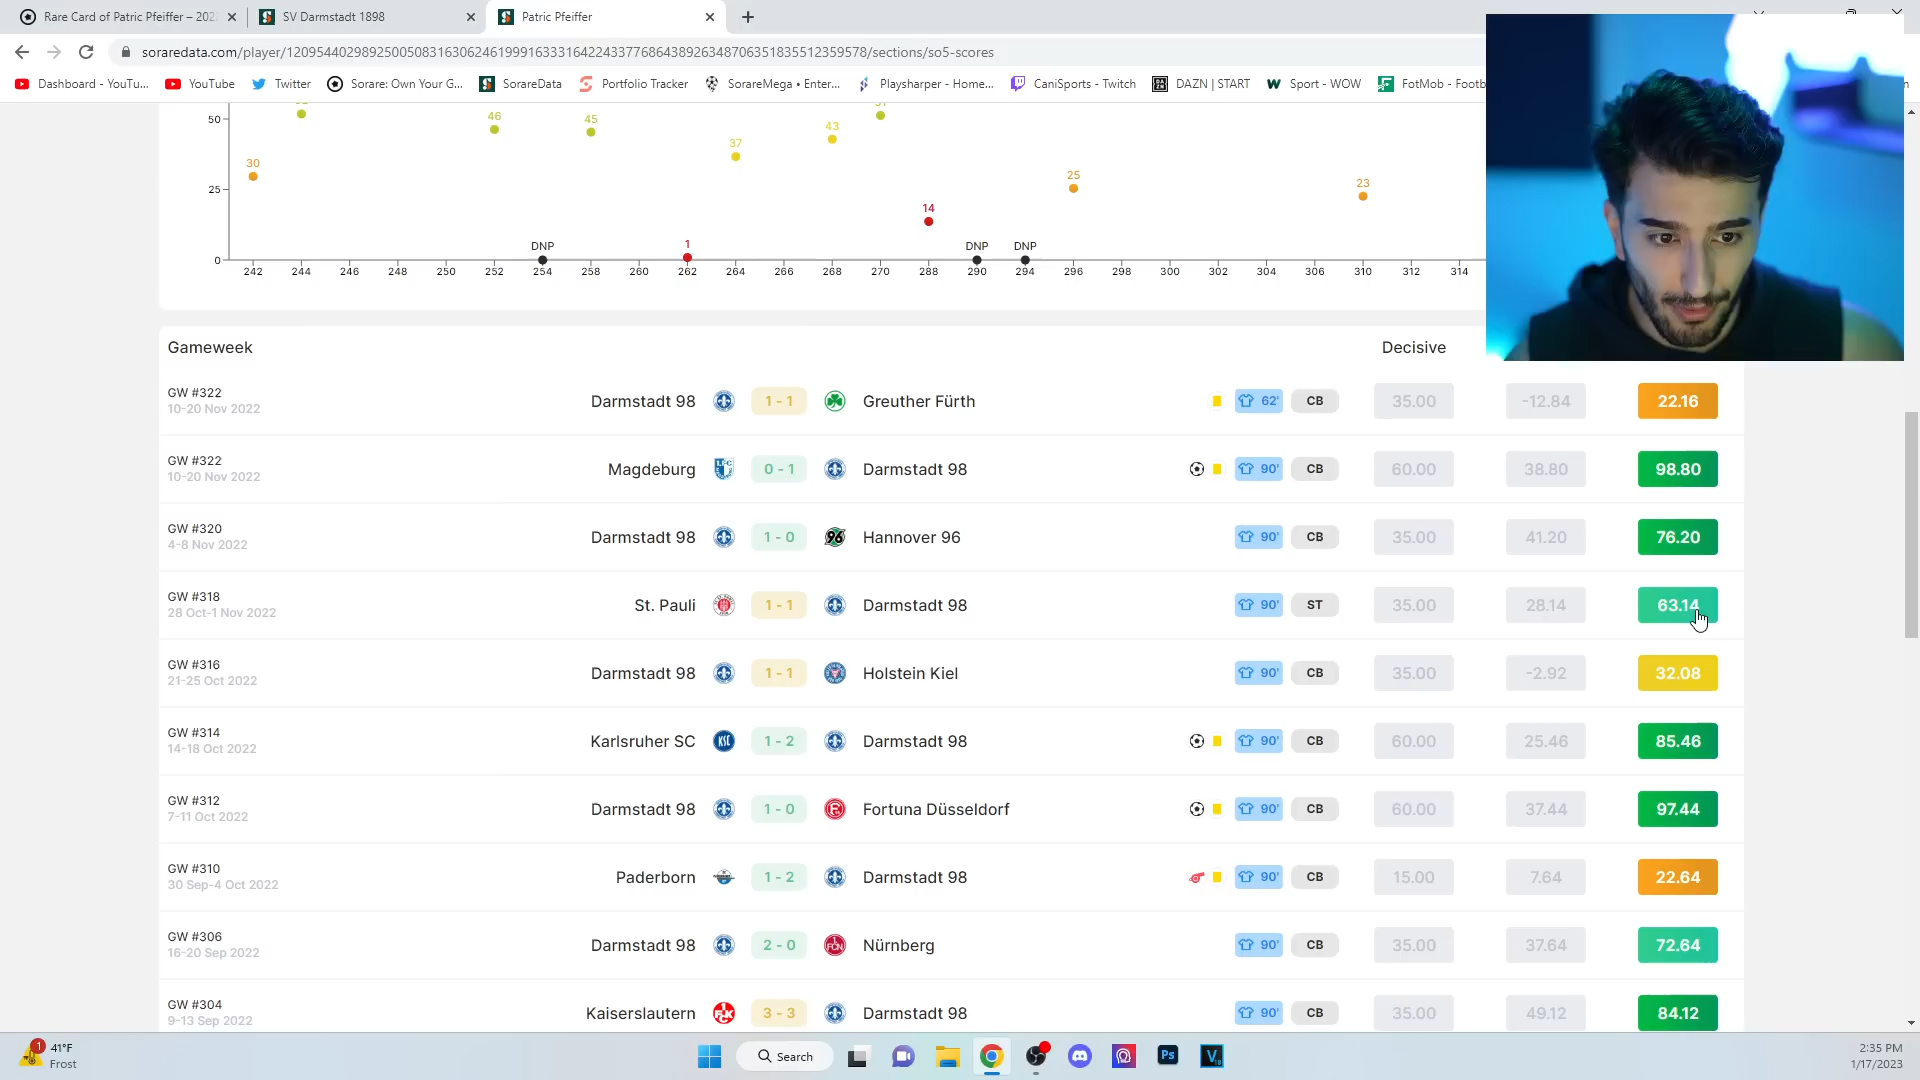 Rare Card of Patric Pfeiffer – 202
SV Darmstadt 1898
Patric Pfeiffer
soraredata.com/player/120954402989250050831630624619991633316422433776864389263487063518355123595​78/sections/so5-scores
Dashboard - YouTu...
YouTube
Twitter
Sorare: Own Your G...
SorareData
Portfolio Tracker
SorareMega • Enter...
Playsharper - Home...
CaniSports - Twitch
DAZN | START
Sport - WOW
FotMob - Footb
50
25
0
30
46
45
37
43
25
23
14
1
DNP
DNP
DNP
242 244 246 248 250 252 254 258 260 262 264 266 268 270 288 290 294 296 298 300 302 304 306 310 312 314
Gameweek Decisive
GW #322
10-20 Nov 2022
Darmstadt 98 1 - 1 Greuther Fürth 62' CB 35.00 -12.84 22.16
GW #322
10-20 Nov 2022
Magdeburg 0 - 1 Darmstadt 98 90' CB 60.00 38.80 98.80
GW #320
4-8 Nov 2022
Darmstadt 98 1 - 0 Hannover 96 90' CB 35.00 41.20 76.20
GW #318
28 Oct-1 Nov 2022
St. Pauli 1 - 1 Darmstadt 98 90' ST 35.00 28.14 63.14
GW #316
21-25 Oct 2022
Darmstadt 98 1 - 1 Holstein Kiel 90' CB 35.00 -2.92 32.08
GW #314
14-18 Oct 2022
Karlsruher SC 1 - 2 Darmstadt 98 90' CB 60.00 25.46 85.46
GW #312
7-11 Oct 2022
Darmstadt 98 1 - 0 Fortuna Düsseldorf 90' CB 60.00 37.44 97.44
GW #310
30 Sep-4 Oct 2022
Paderborn 1 - 2 Darmstadt 98 90' CB 15.00 7.64 22.64
GW #306
16-20 Sep 2022
Darmstadt 98 2 - 0 Nürnberg 90' CB 35.00 37.64 72.64
GW #304
9-13 Sep 2022
Kaiserslautern 3 - 3 Darmstadt 98 90' CB 35.00 49.12 84.12
1
41°F
Frost
Search
Ps
2:35 PM
1/17/2023